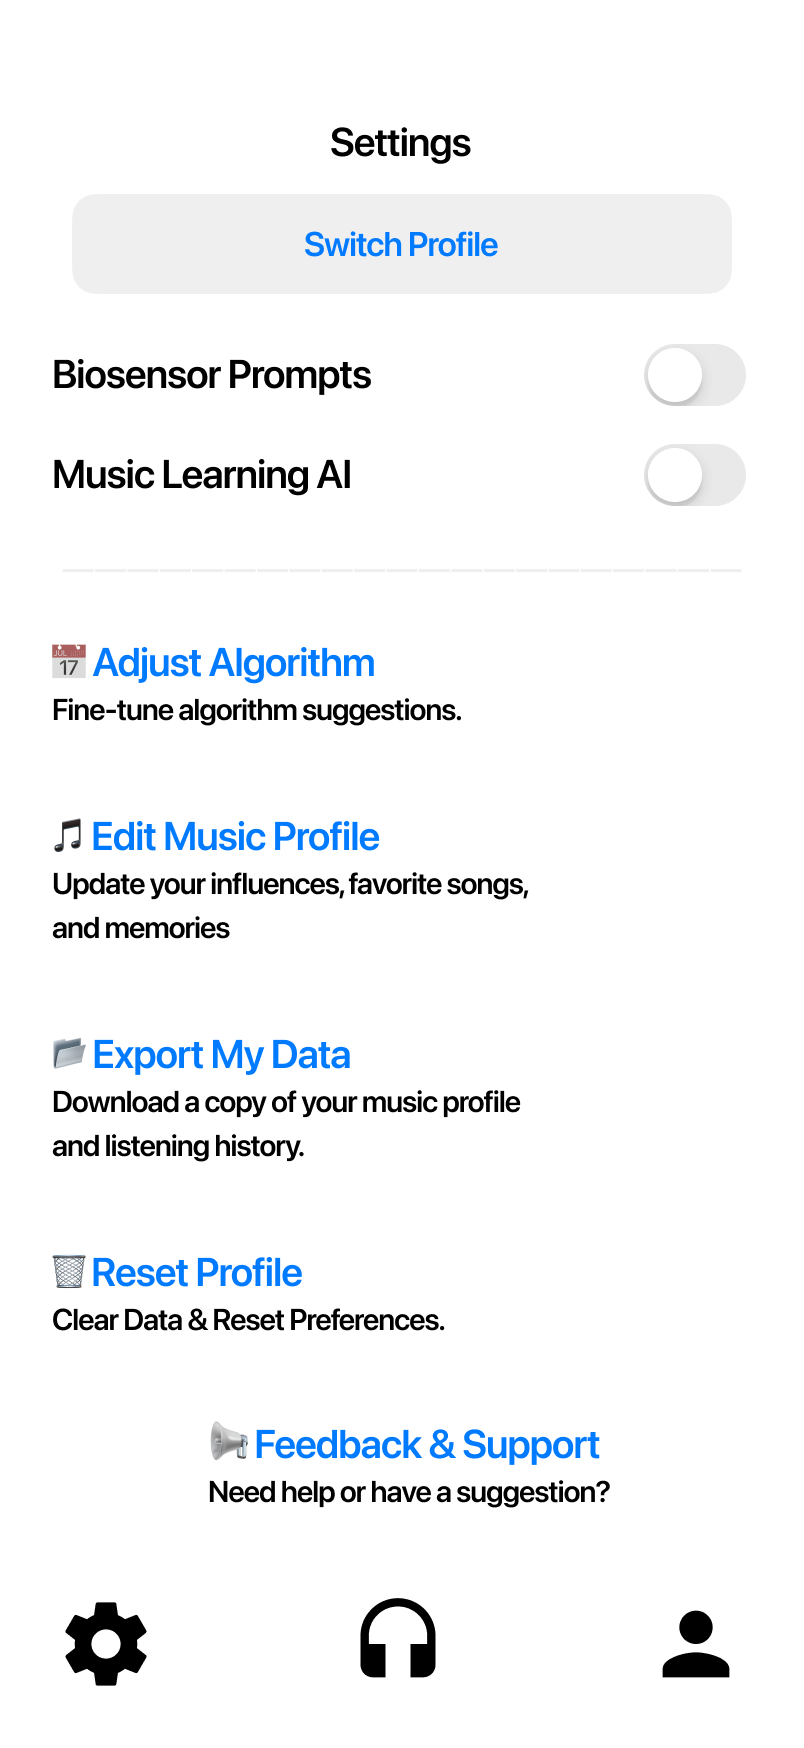 Settings
Switch Profile
Biosensor Prompts
Music Learning AI
JUL
17
Adjust Algorithm
Fine-tune algorithm suggestions.
Edit Music Profile
Update your influences, favorite songs,
and memories
Export My Data
Download a copy of your music profile
and listening history.
Reset Profile
Clear Data & Reset Preferences.
Feedback & Support
Need help or have a suggestion?